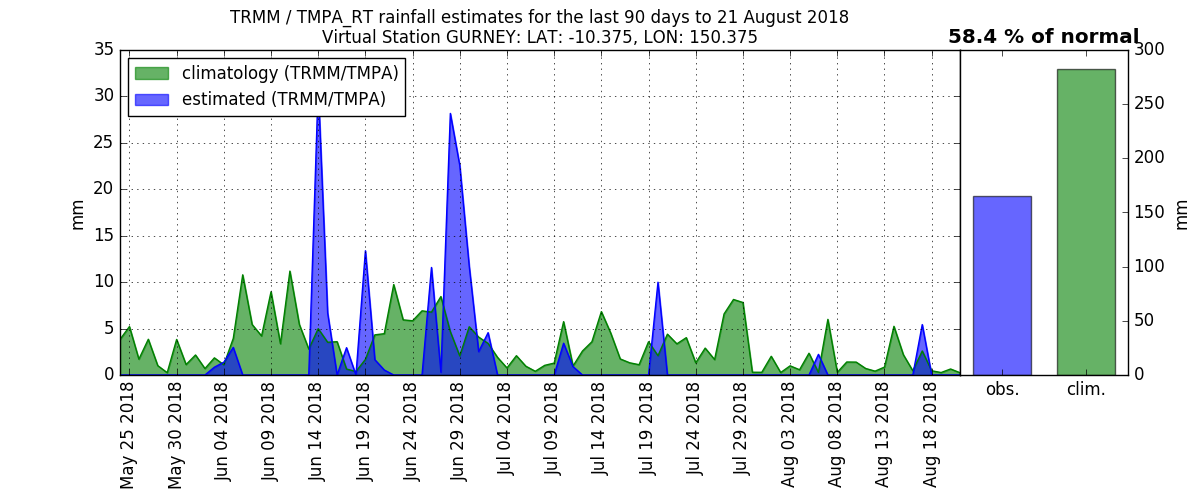 TRMM / TMPA_RT rainfall estimates for the last 90 days to 21 August 2018
Virtual Station GURNEY: LAT: -10.375, LON: 150.375
58.4 % of normal
climatology (TRMM/TMPA)
estimated (TRMM/TMPA)
35
30
25
20
15
10
5
0
mm
May 25 2018
May 30 2018
Jun 04 2018
Jun 09 2018
Jun 14 2018
Jun 19 2018
Jun 24 2018
Jun 29 2018
Jul 04 2018
Jul 09 2018
Jul 14 2018
Jul 19 2018
Jul 24 2018
Jul 29 2018
Aug 03 2018
Aug 08 2018
Aug 13 2018
Aug 18 2018
300
250
200
150
100
50
0
mm
obs.
clim.